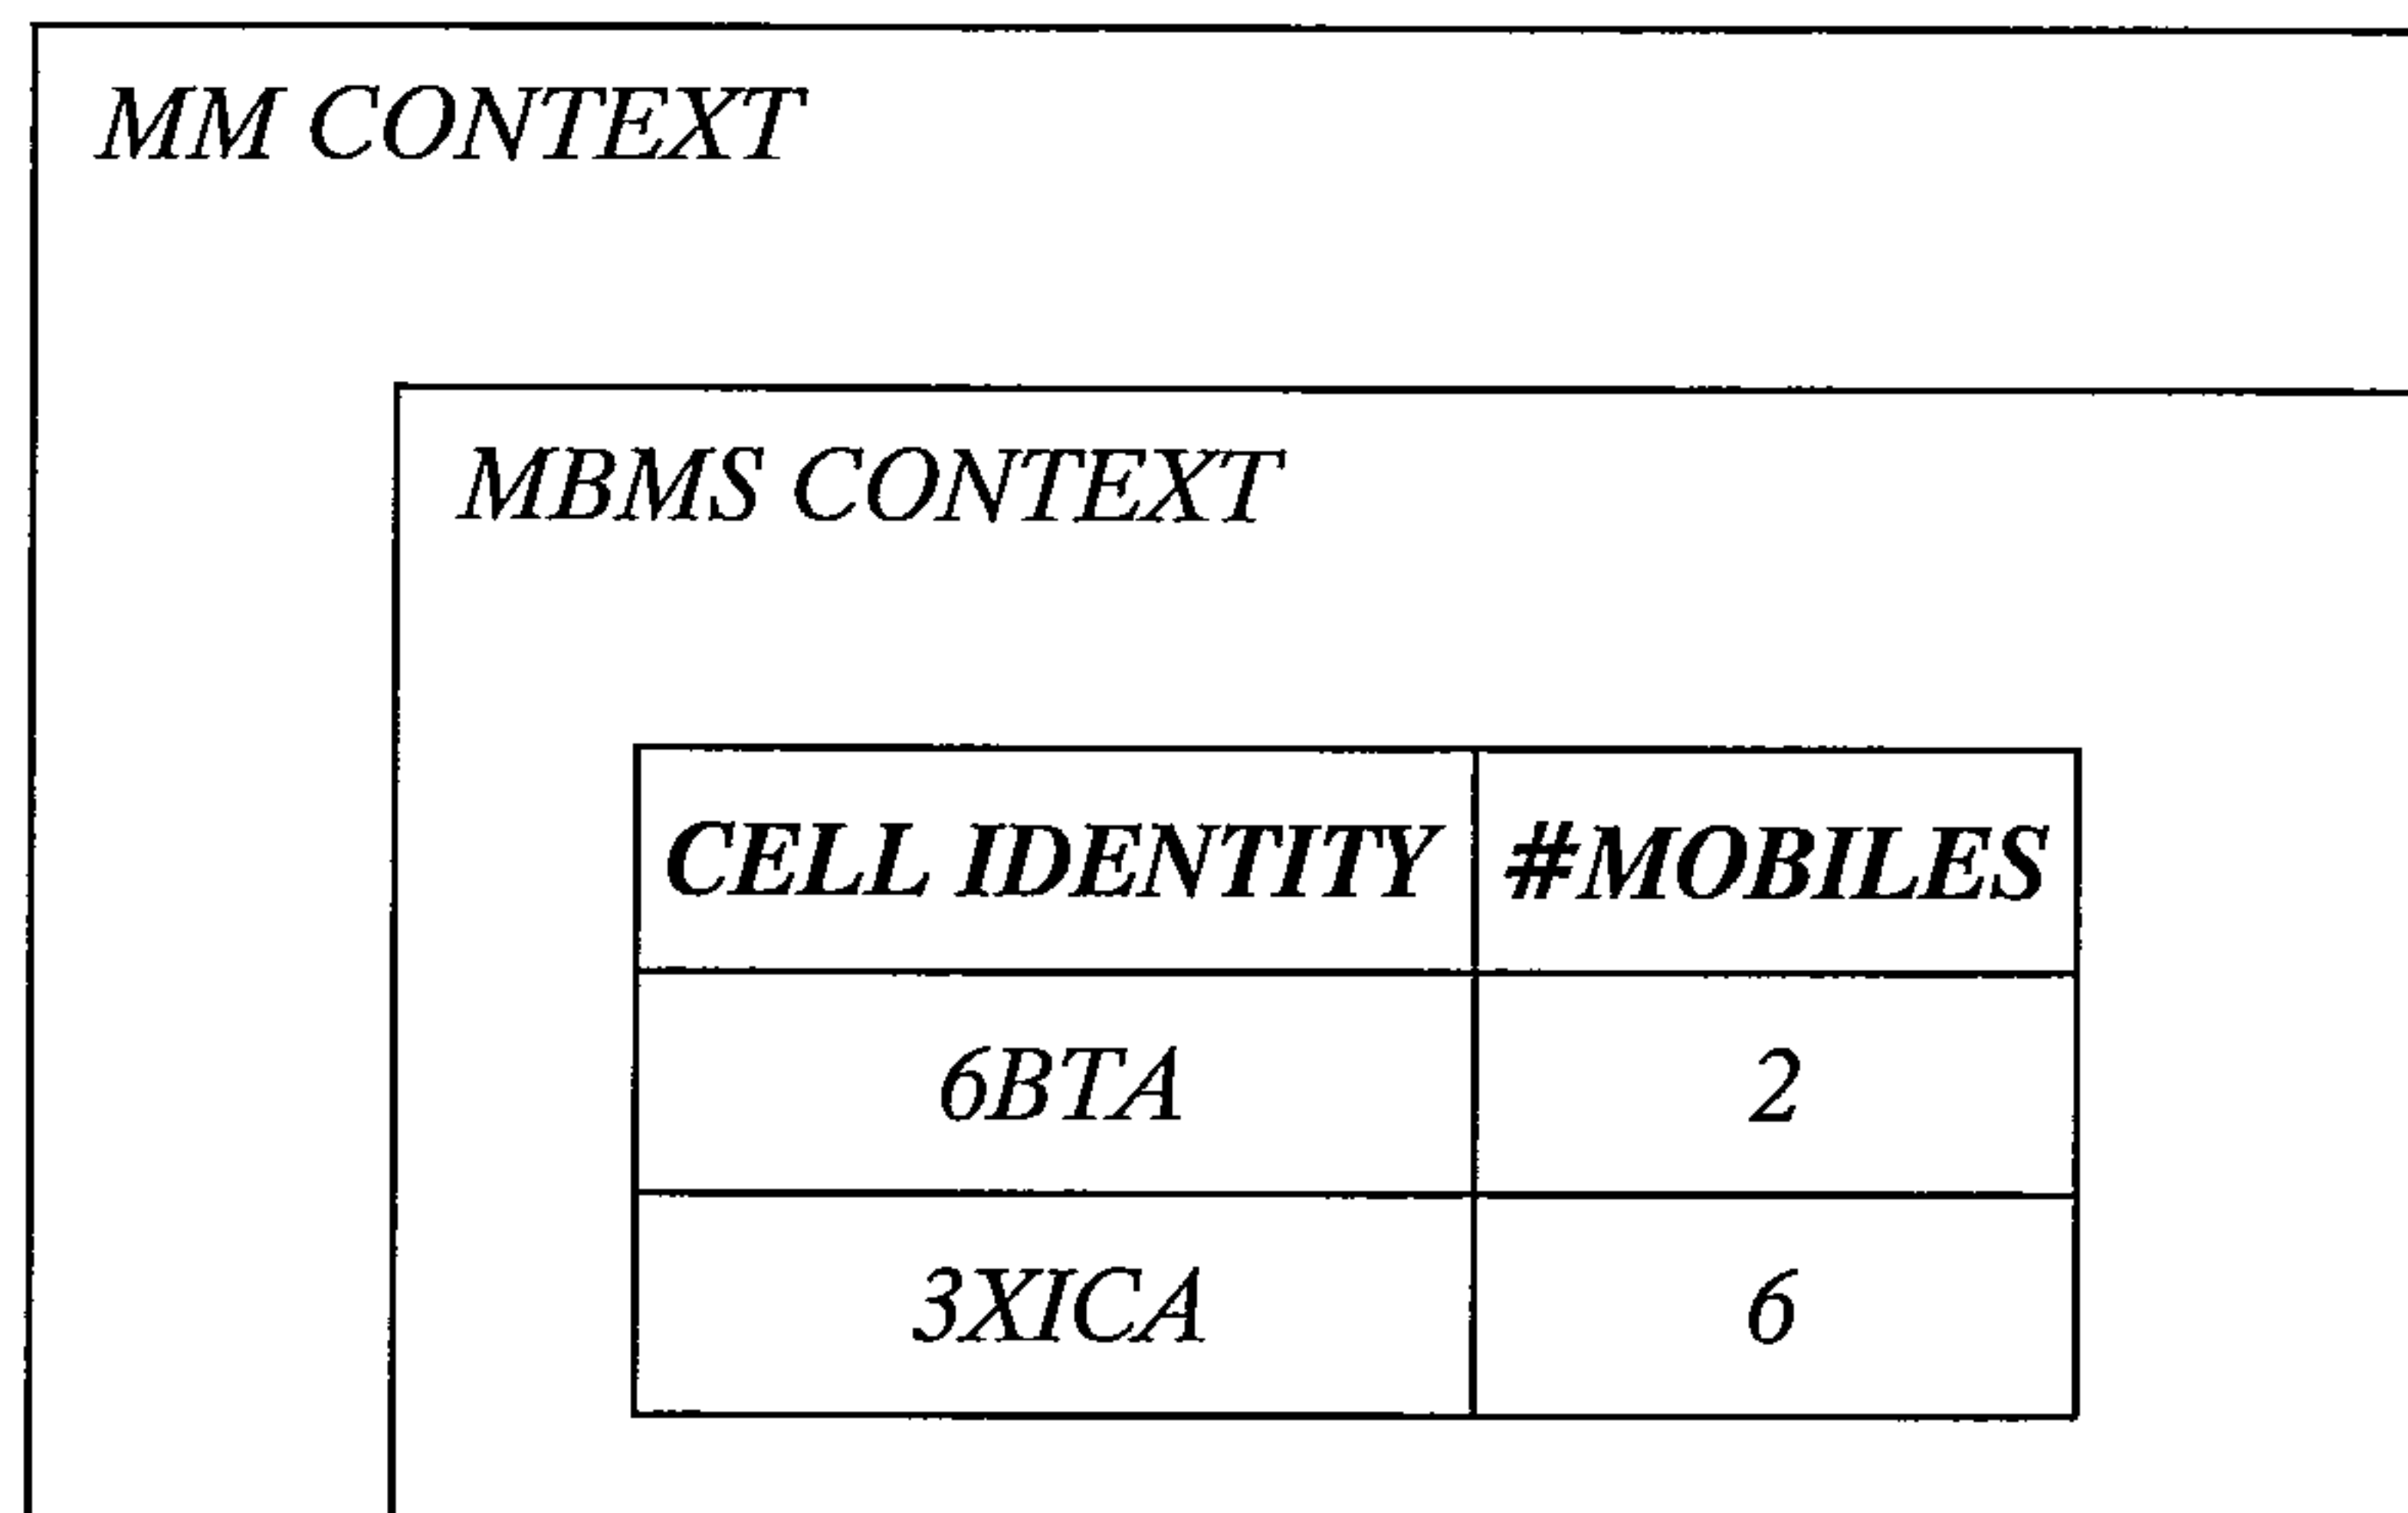 MM CONTEXT
MBMS CONTEXT
CELL IDENTITY #MOBILES
6BTA 2
3XICA 6